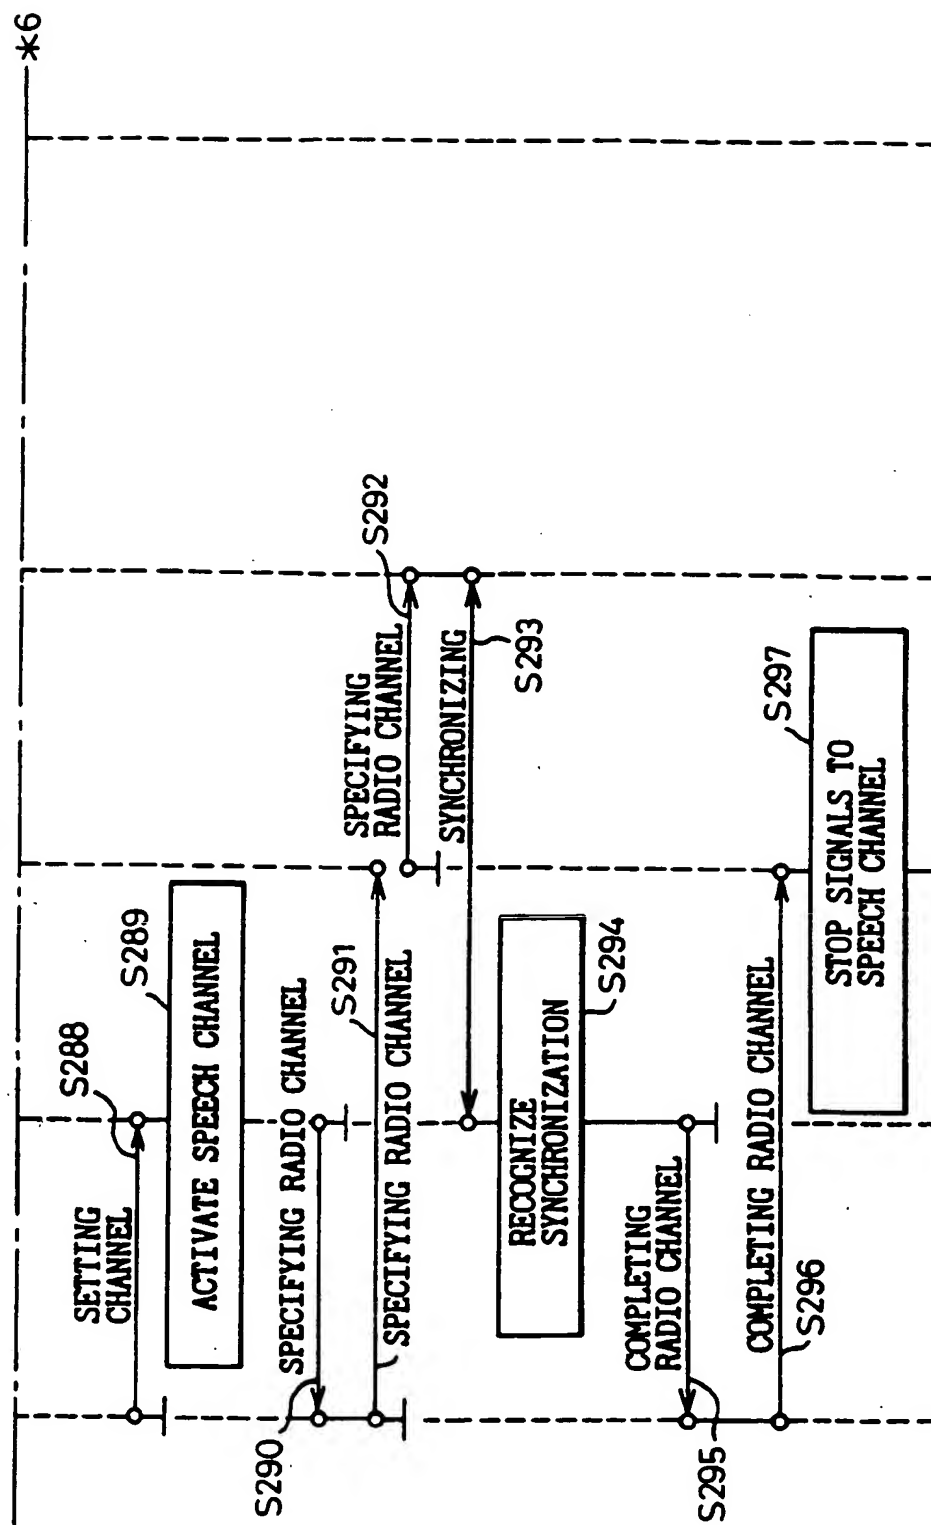 *6
SETTING
CHANNEL
S288
S289
ACTIVATE SPEECH CHANNEL
SPECIFYING RADIO CHANNEL
S290
S291
SPECIFYING RADIO CHANNEL
SPECIFYING
RADIO CHANNEL
S292
SYNCHRONIZING
S293
RECOGNIZE
SYNCHRONIZATION
S294
COMPLETING
RADIO CHANNEL
S295
COMPLETING RADIO CHANNEL
S296
S297
STOP SIGNALS TO
SPEECH CHANNEL